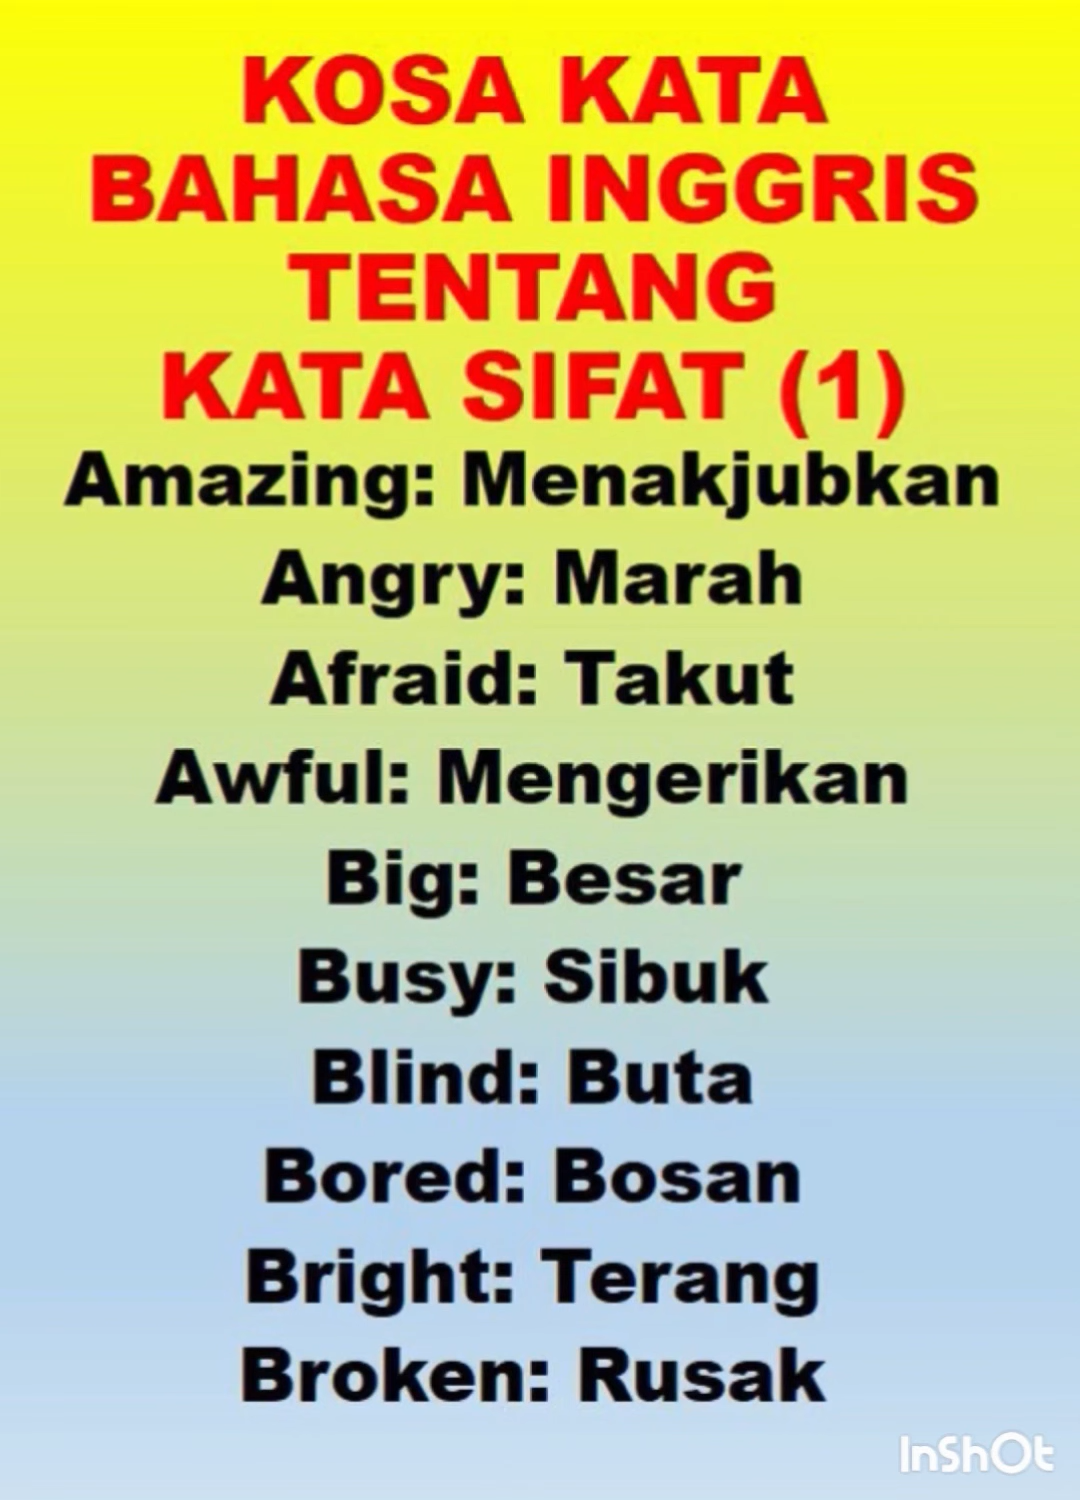 KOSA KATA
BAHASA INGGRIS
TENTANG
KATA SIFAT (1)
Amazing: Menakjubkan
Angry: Marah
Afraid: Takut
Awful: Mengerikan
Big: Besar
Busy: Sibuk
Blind: Buta
Bored: Bosan
Bright: Terang
Broken: Rusak
InShOt